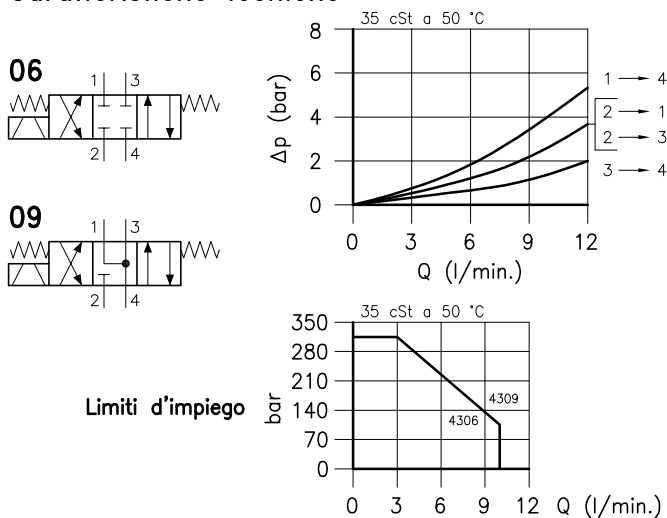 35 cSt a 50 °C
06
1 3
2 4
09
1 3
2 4
Δp (bar)
8
6
4
2
0
0 3 6 9 12
Q (l/min.)
1 → 4
2 → 1
2 → 3
3 → 4
35 cSt a 50 °C
Limiti d'impiego
bar
350
280
210
140
70
0
4309
4306
0 3 6 9 12 Q (l/min.)